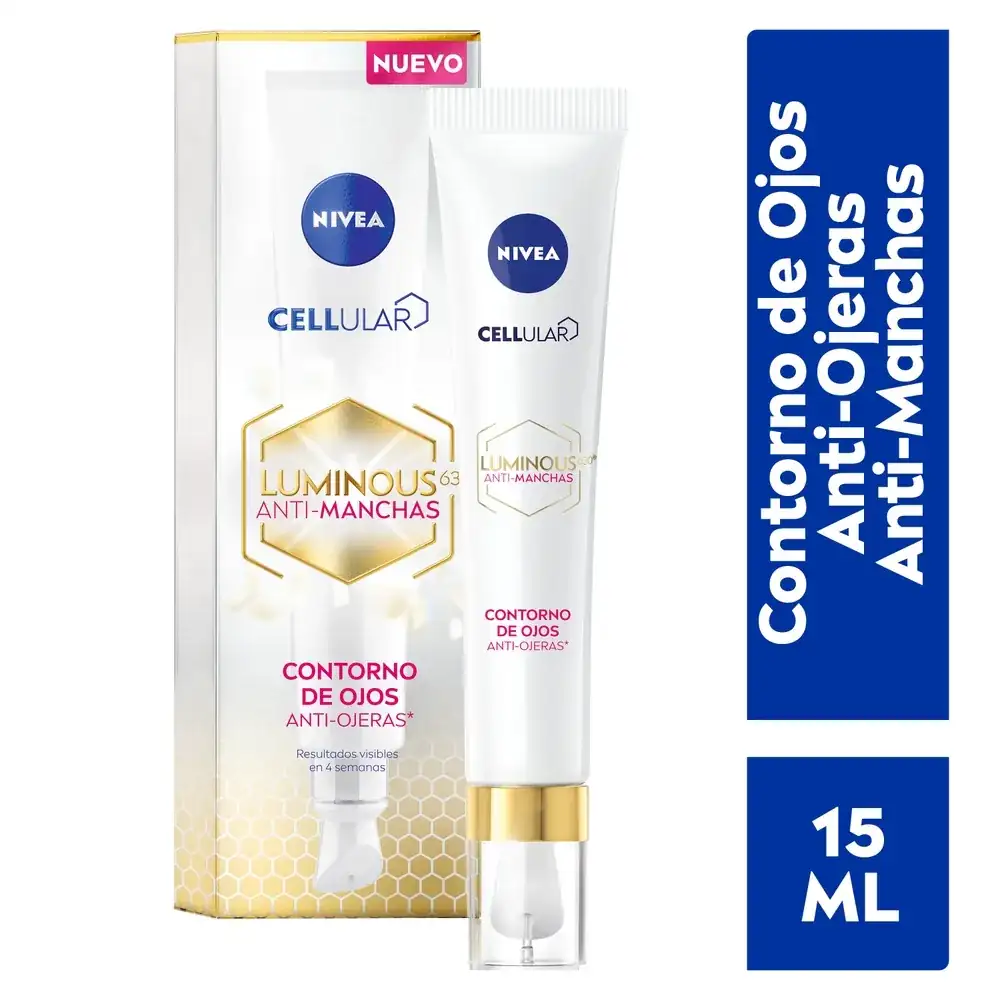 NUEVO
NIVEA
CELLULAR
LUMINOUS63
ANTI-MANCHAS
CONTORNO
DE OJOS
ANTI-OJERAS*
Resultados visibles
en 4 semanas
NIVEA
CELLULAR
LUMINOUS630*
ANTI-MANCHAS
CONTORNO
DE OJOS
ANTI-OJERAS*
Contorno de Ojos
Anti-Ojeras
Anti-Manchas
15
ML